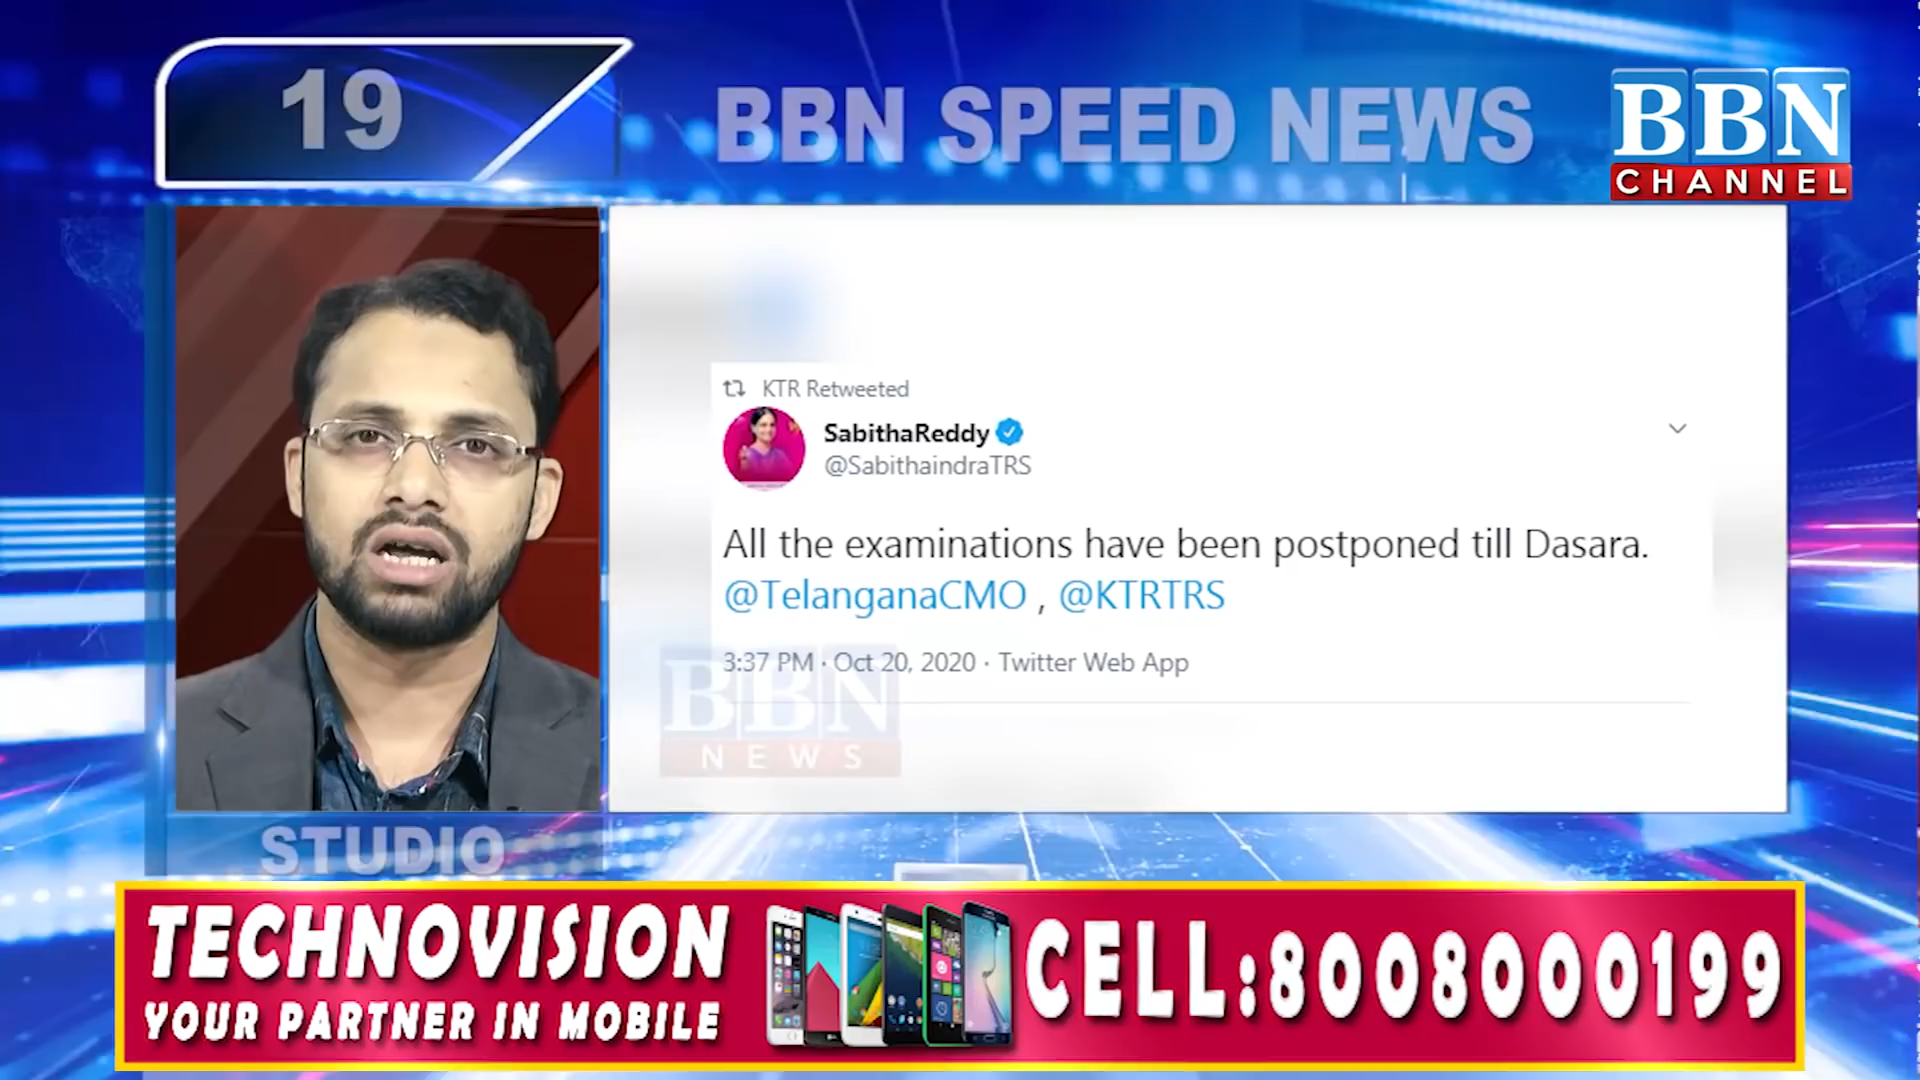 19
BBN SPEED NEWS
BBN
CHANNEL
KTR Retweeted
SabithaReddy
@SabithaindraTRS
All the examinations have been postponed till Dasara.
@TelanganaCMO , @KTRTRS
3:37 PM · Oct 20, 2020 · Twitter Web App
BBN
NEWS
STUDIO
TECHNOVISION
YOUR PARTNER IN MOBILE
CELL:8008000199